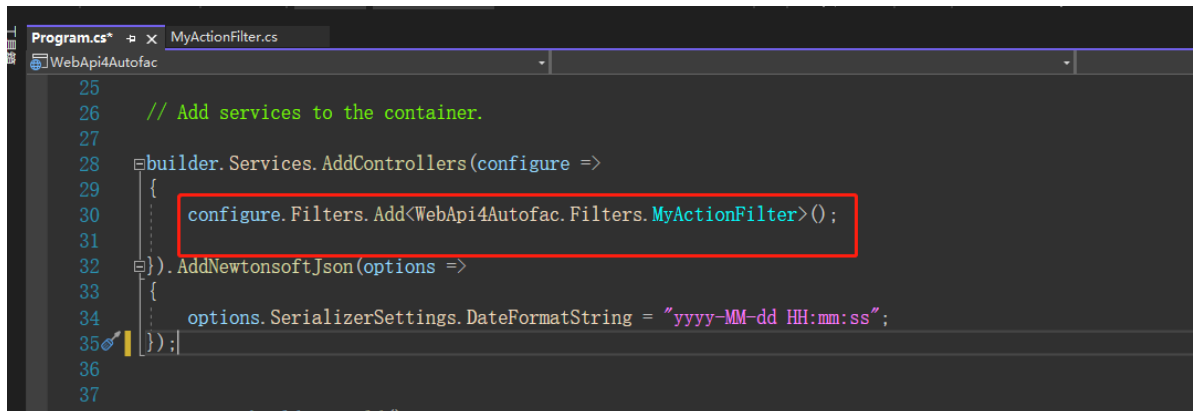 Program.cs*
MyActionFilter.cs
WebApi4Autofac
25
26 // Add services to the container.
27
28 builder.Services.AddControllers(configure =>
29 {
30 configure.Filters.Add<WebApi4Autofac.Filters.MyActionFilter>();
31
32 }).AddNewtonsoftJson(options =>
33 {
34 options.SerializerSettings.DateFormatString = "yyyy-MM-dd HH:mm:ss";
35 });
36
37